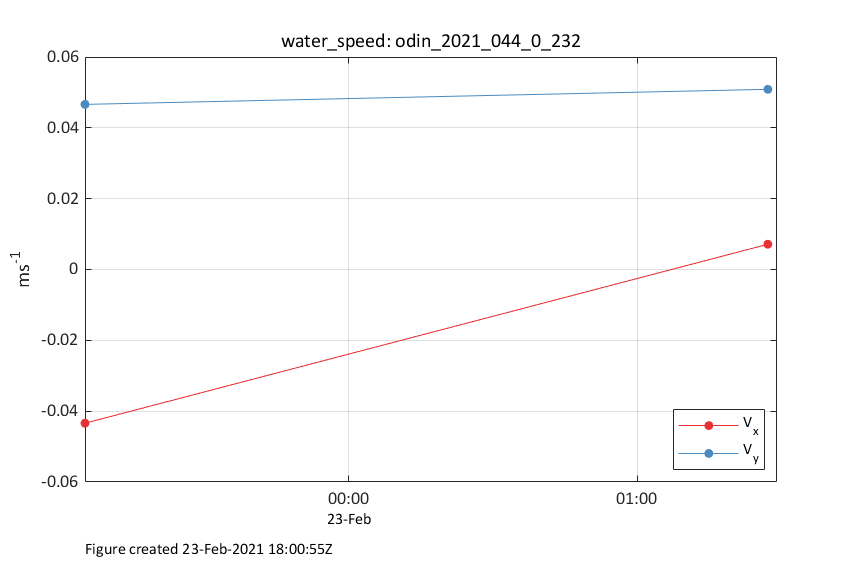 water_speed: odin_2021_044_0_232
0.06
0.04
0.02
0
-0.02
-0.04
-0.06
ms-1
00:00
01:00
23-Feb
Vx
Vy
Figure created 23-Feb-2021 18:00:55Z